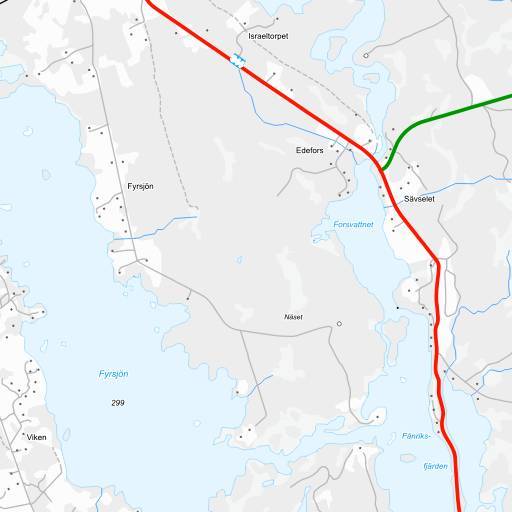 Israeltorpet
Edefors
Fyrsjön
Sävselet
Forsvattnet
Näset
Fyrsjön
299
Viken
Fänriks-
fjärden